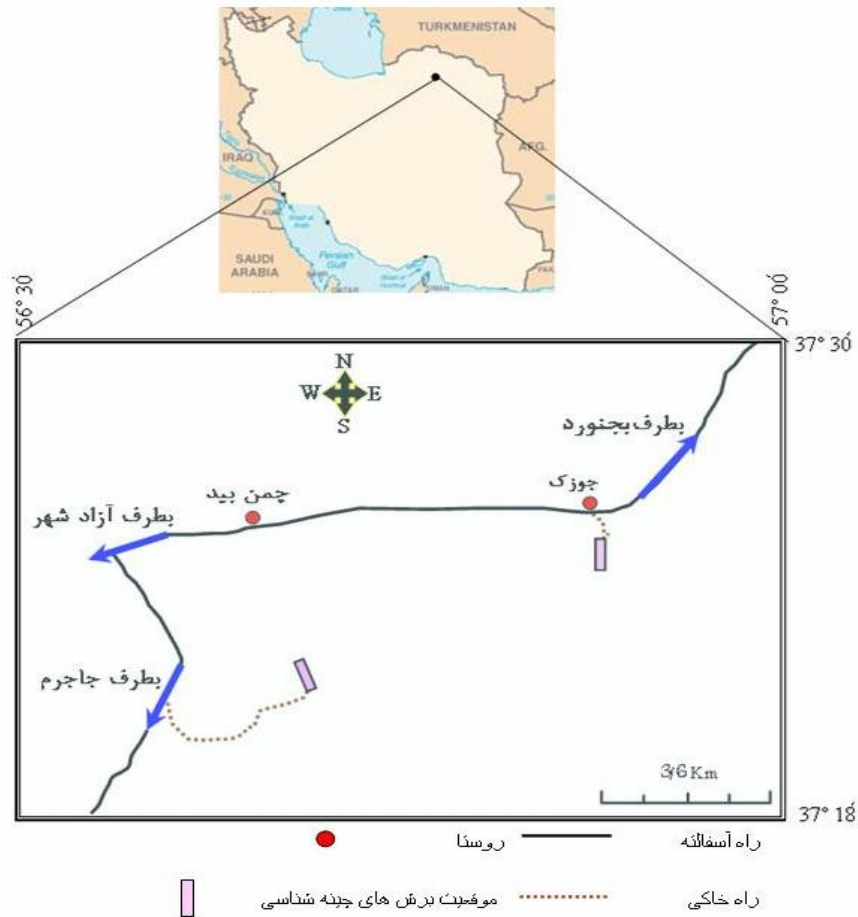 TURKMENISTAN
IRAQ
AFG.
SAUDI
ARABIA
Persian
Gulf
QATAR
56° 30
57° 00
37° 30
N
W E
S
بطرف بجنورد
جوزک
چمن بید
بطرف آزاد شهر
بطرف جاجرم
3/6 Km
37° 18
راه آسفالته
روستا
راه خاکی
موقعیت برش های چینه شناسی